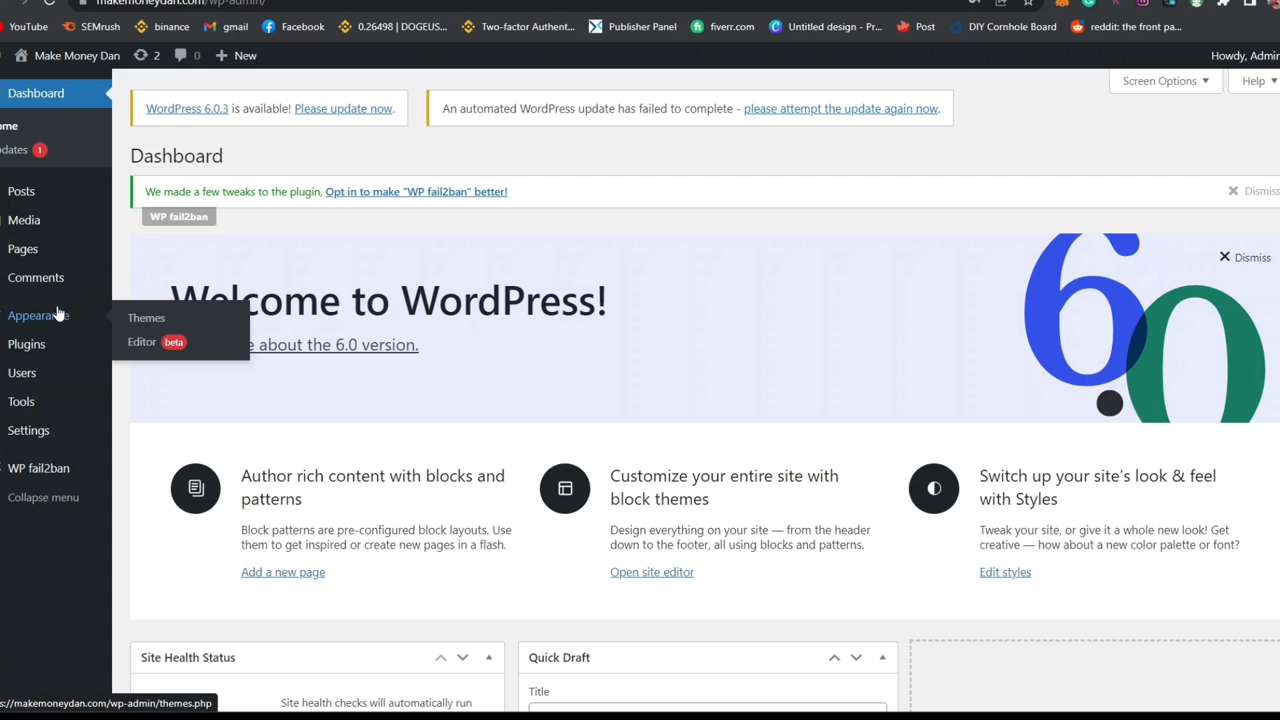 makemoneydan.com/wp-admin/
YouTube SEMrush binance gmail Facebook 0.26498 | DOGEUS... Two-factor Authent... Publisher Panel fiverr.com Untitled design - Pr... Post DIY Cornhole Board reddit: the front pa...
Make Money Dan 2 0 New Howdy, Admin
Dashboard
Screen Options Help
WordPress 6.0.3 is available! Please update now.
An automated WordPress update has failed to complete - please attempt the update again now.
ome
pdates 1
Dashboard
Posts
We made a few tweaks to the plugin, Opt in to make "WP fail2ban" better! Dismiss
WP fail2ban
Media
Pages
Comments
Appearance
Plugins
Users
Tools
Settings
WP fail2ban
Collapse menu
Themes
Editor beta
Welcome to WordPress!
e about the 6.0 version.
60
Dismiss
Author rich content with blocks and
patterns
Block patterns are pre-configured block layouts. Use
them to get inspired or create new pages in a flash.
Add a new page
Customize your entire site with
block themes
Design everything on your site — from the header
down to the footer, all using blocks and patterns.
Open site editor
Switch up your site's look & feel
with Styles
Tweak your site, or give it a whole new look! Get
creative — how about a new color palette or font?
Edit styles
Site Health Status
Site health checks will automatically run
Quick Draft
Title
s://makemoneydan.com/wp-admin/themes.php